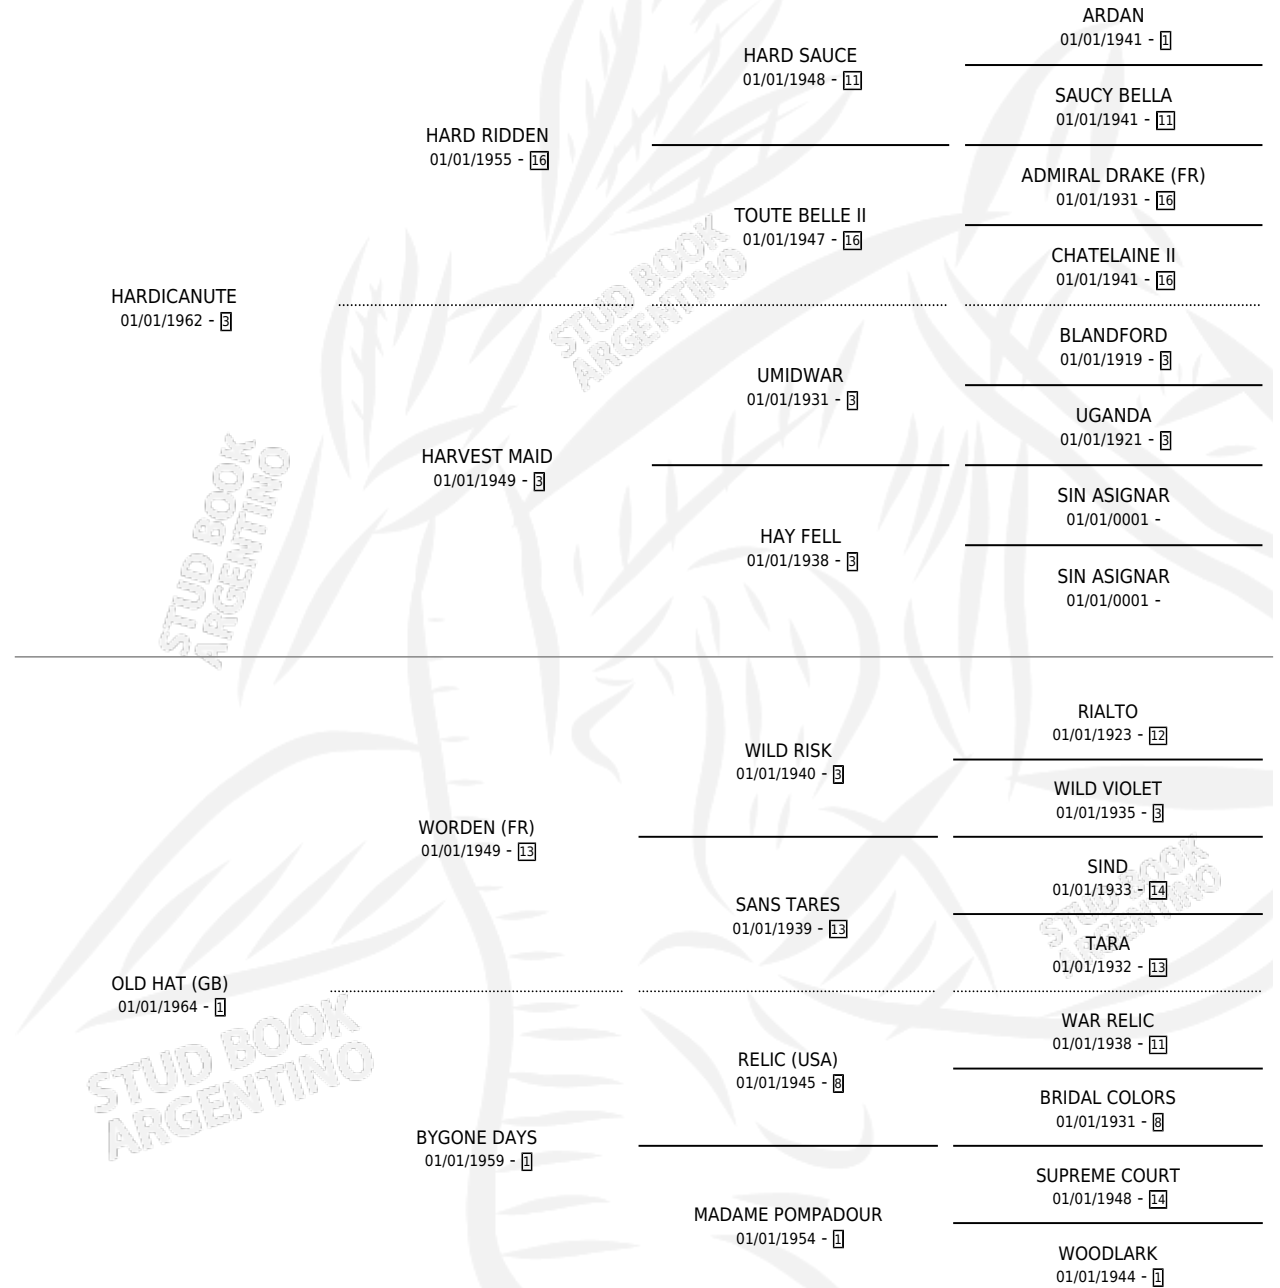 ARDAN
01/01/1941 - 1
HARD SAUCE
01/01/1948 - 11
SAUCY BELLA
01/01/1941 - 11
HARD RIDDEN
01/01/1955 - 16
ADMIRAL DRAKE (FR)
01/01/1931 - 16
TOUTE BELLE II
01/01/1947 - 16
CHATELAINE II
01/01/1941 - 16
HARDICANUTE
01/01/1962 - 3
STUD BOOK
ARGENTINO
BLANDFORD
01/01/1919 - 3
UMIDWAR
01/01/1931 - 3
UGANDA
01/01/1921 - 3
HARVEST MAID
01/01/1949 - 3
SIN ASIGNAR
01/01/0001 -
HAY FELL
01/01/1938 - 3
SIN ASIGNAR
01/01/0001 -
STUD BOOK
ARGENTINO
RIALTO
01/01/1923 - 12
WILD RISK
01/01/1940 - 3
WILD VIOLET
01/01/1935 - 3
WORDEN (FR)
01/01/1949 - 13
SIND
01/01/1933 - 14
SANS TARES
01/01/1939 - 13
TARA
01/01/1932 - 13
STUD BOOK
ARGENTINO
OLD HAT (GB)
01/01/1964 - 1
WAR RELIC
01/01/1938 - 11
RELIC (USA)
01/01/1945 - 8
BRIDAL COLORS
01/01/1931 - 8
STUD BOOK
ARGENTINO
BYGONE DAYS
01/01/1959 - 1
SUPREME COURT
01/01/1948 - 14
MADAME POMPADOUR
01/01/1954 - 1
WOODLARK
01/01/1944 - 1